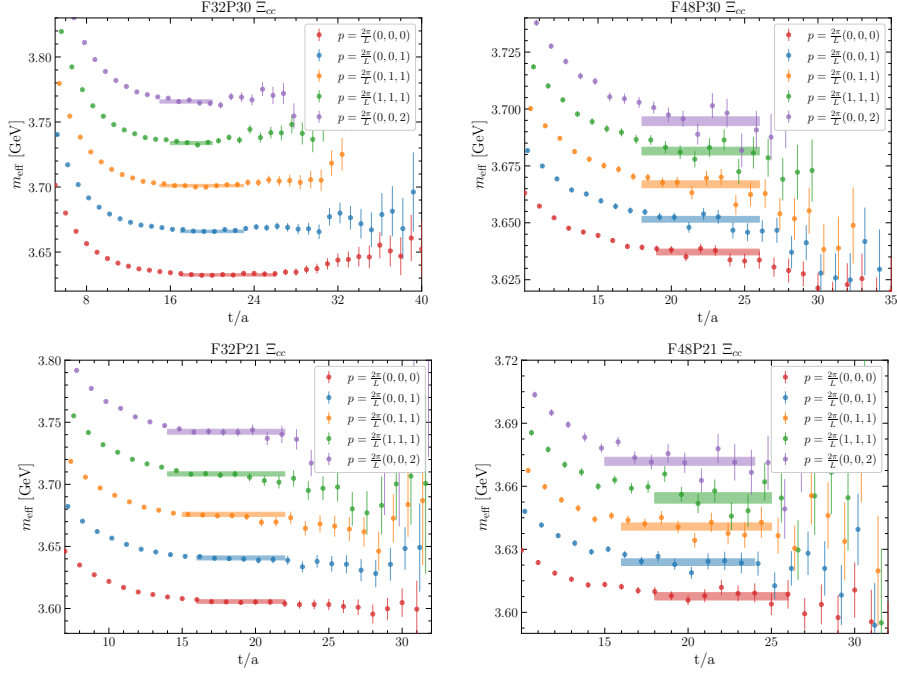 F32P30 Ξcc
m_eff [GeV]
3.80
3.75
3.70
3.65
8
16
24
32
40
t/a
p = 2π/L (0, 0, 0)
p = 2π/L (0, 0, 1)
p = 2π/L (0, 1, 1)
p = 2π/L (1, 1, 1)
p = 2π/L (0, 0, 2)
F48P30 Ξcc
m_eff [GeV]
3.725
3.700
3.675
3.650
3.625
15
20
25
30
35
t/a
p = 2π/L (0, 0, 0)
p = 2π/L (0, 0, 1)
p = 2π/L (0, 1, 1)
p = 2π/L (1, 1, 1)
p = 2π/L (0, 0, 2)
F32P21 Ξcc
m_eff [GeV]
3.80
3.75
3.70
3.65
3.60
10
15
20
25
30
t/a
p = 2π/L (0, 0, 0)
p = 2π/L (0, 0, 1)
p = 2π/L (0, 1, 1)
p = 2π/L (1, 1, 1)
p = 2π/L (0, 0, 2)
F48P21 Ξcc
m_eff [GeV]
3.72
3.69
3.66
3.63
3.60
15
20
25
30
t/a
p = 2π/L (0, 0, 0)
p = 2π/L (0, 0, 1)
p = 2π/L (0, 1, 1)
p = 2π/L (1, 1, 1)
p = 2π/L (0, 0, 2)